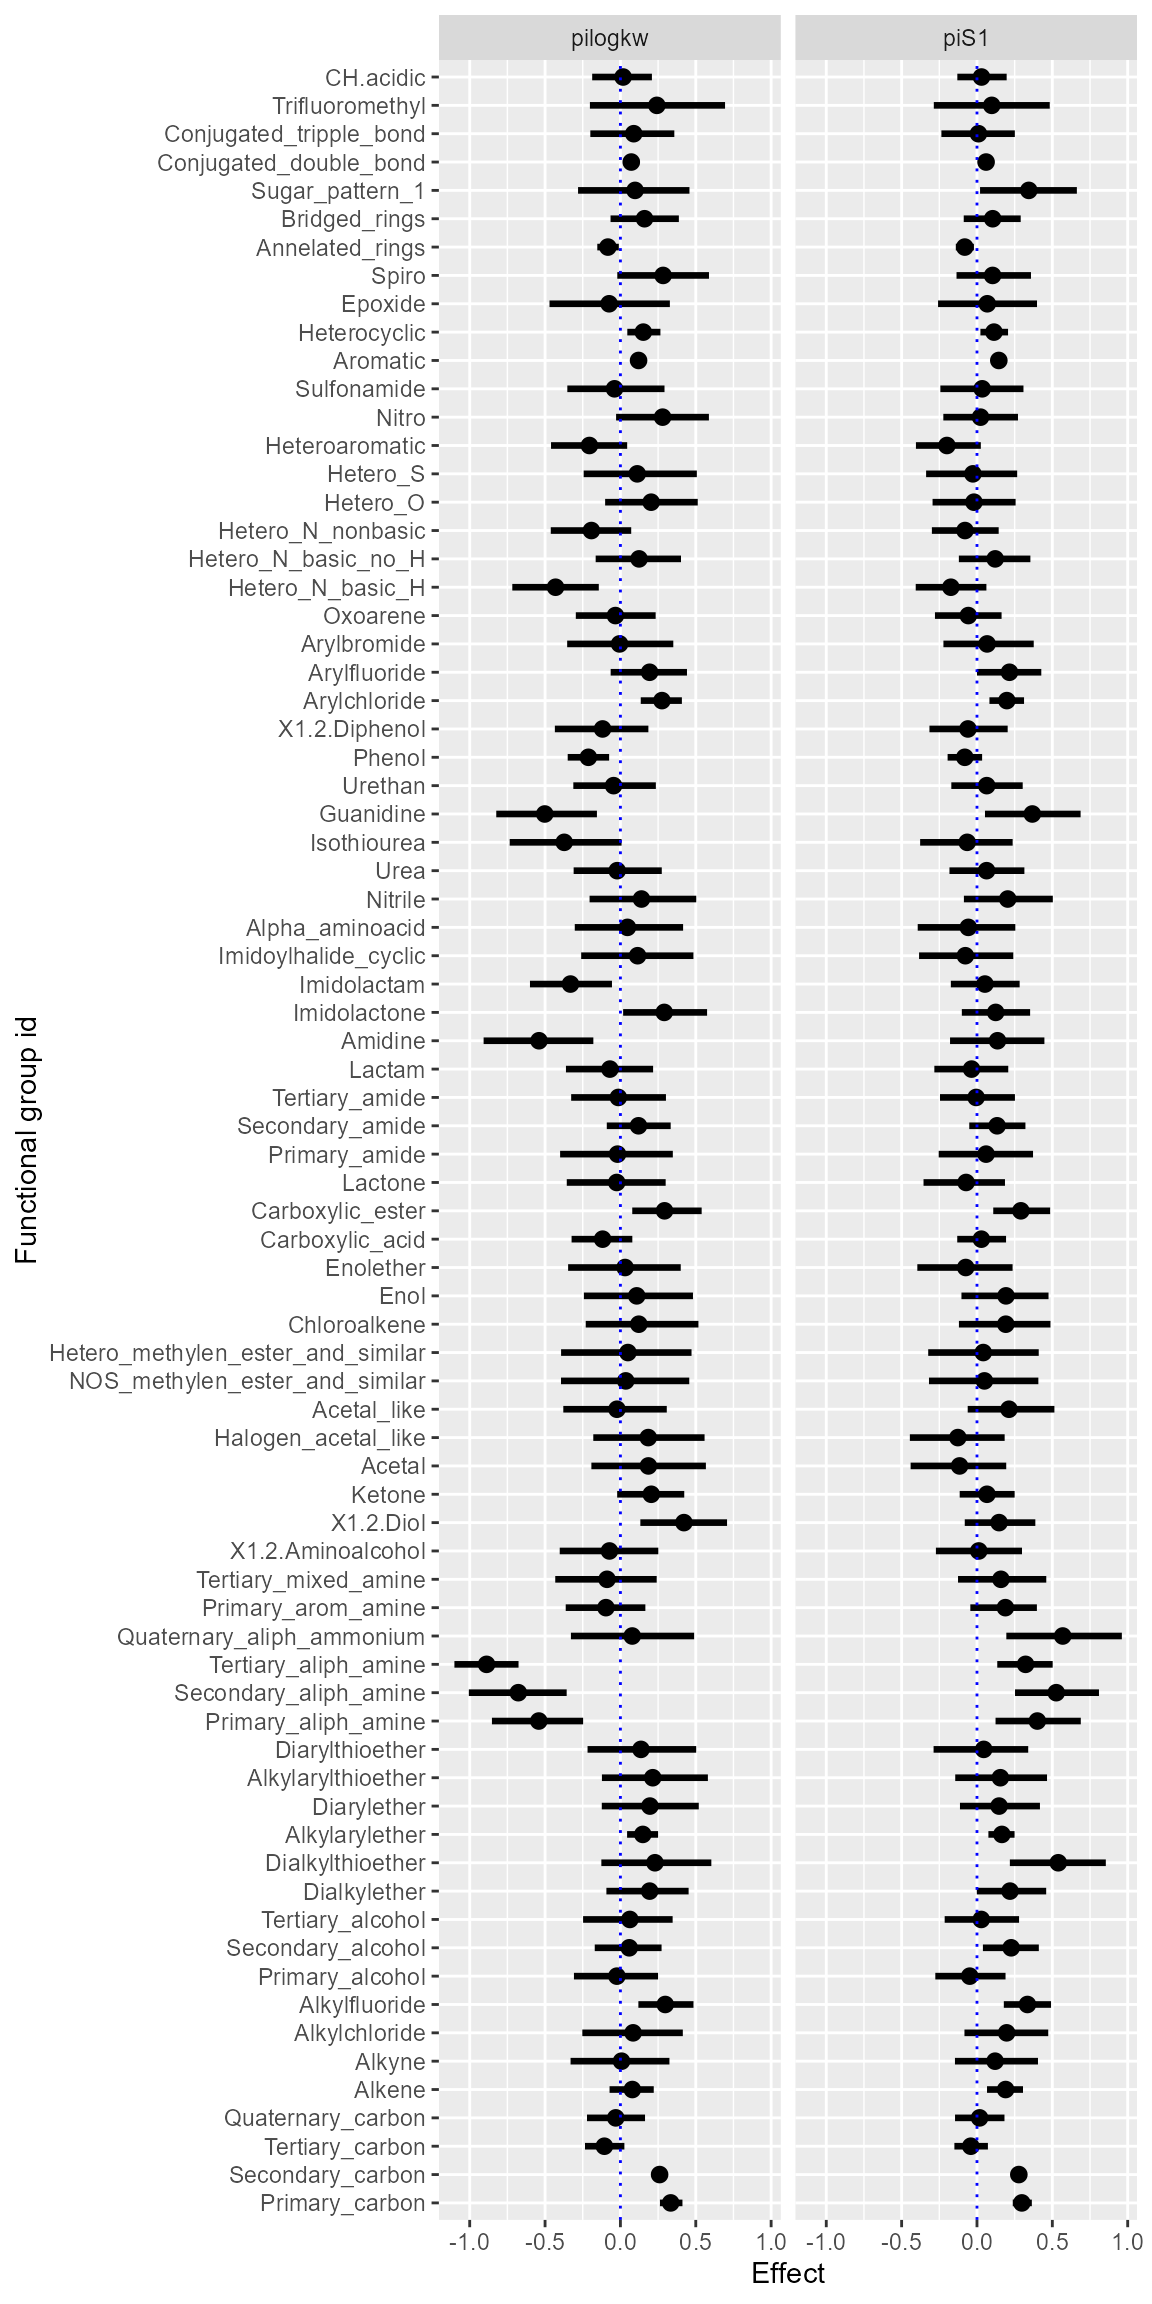 pilogkw piS1
CH.acidic
Trifluoromethyl
Conjugated_tripple_bond
Conjugated_double_bond
Sugar_pattern_1
Bridged_rings
Annelated_rings
Spiro
Epoxide
Heterocyclic
Aromatic
Sulfonamide
Nitro
Heteroaromatic
Hetero_S
Hetero_O
Hetero_N_nonbasic
Hetero_N_basic_no_H
Hetero_N_basic_H
Oxoarene
Arylbromide
Arylfluoride
Arylchloride
X1.2.Diphenol
Phenol
Urethan
Guanidine
Isothiourea
Urea
Nitrile
Alpha_aminoacid
Imidoylhalide_cyclic
Imidolactam
Imidolactone
Amidine
Lactam
Tertiary_amide
Secondary_amide
Primary_amide
Lactone
Carboxylic_ester
Carboxylic_acid
Enolether
Enol
Chloroalkene
Hetero_methylen_ester_and_similar
NOS_methylen_ester_and_similar
Acetal_like
Halogen_acetal_like
Acetal
Ketone
X1.2.Diol
X1.2.Aminoalcohol
Tertiary_mixed_amine
Primary_arom_amine
Quaternary_aliph_ammonium
Tertiary_aliph_amine
Secondary_aliph_amine
Primary_aliph_amine
Diarylthioether
Alkylarylthioether
Diarylether
Alkylarylether
Dialkylthioether
Dialkylether
Tertiary_alcohol
Secondary_alcohol
Primary_alcohol
Alkylfluoride
Alkylchloride
Alkyne
Alkene
Quaternary_carbon
Tertiary_carbon
Secondary_carbon
Primary_carbon
-1.0 -0.5 0.0 0.5 1.0 -1.0 -0.5 0.0 0.5 1.0
Effect
Functional group id